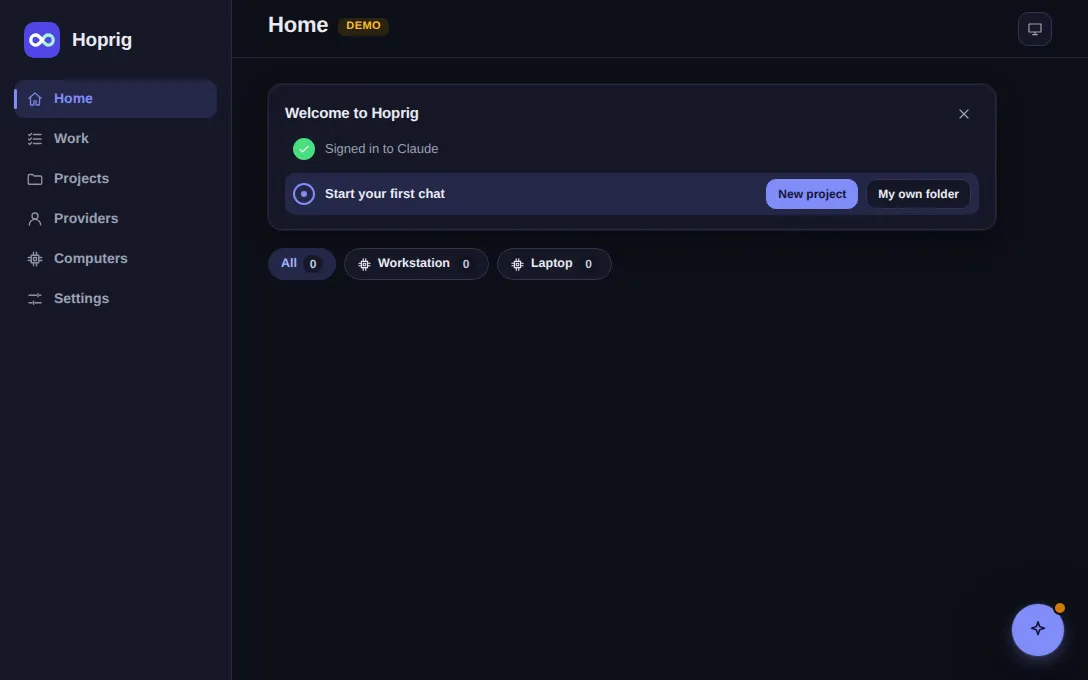 Hoprig
Home
Work
Projects
Providers
Computers
Settings
Home DEMO
Welcome to Hoprig
Signed in to Claude
Start your first chat New project My own folder
All 0 Workstation 0 Laptop 0